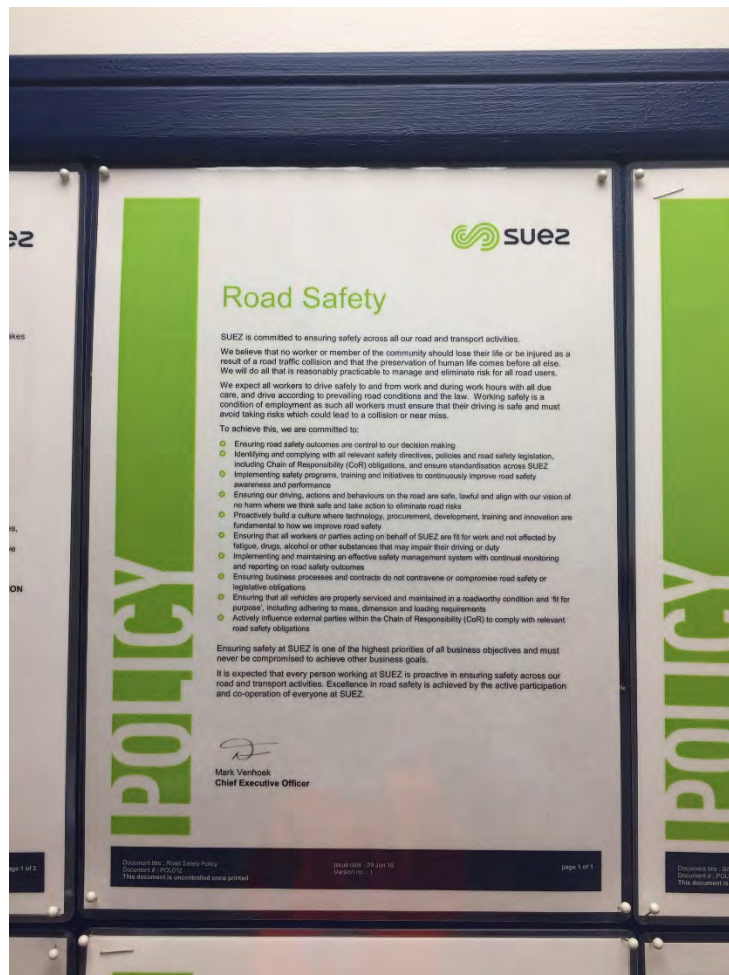 suez
Road Safety
SUEZ is committed to ensuring safety across all our road and transport activities.
We believe that no worker or member of the community should lose their life or be injured as a
result of a road traffic collision and that the preservation of human life comes before all else.
We will do all that is reasonably practicable to manage and eliminate risk for all road users.
We expect all workers to drive safely to and from work and during work hours with all due
care, and drive according to prevailing road conditions and the law. Working safely is a
condition of employment as such all workers must ensure that their driving is safe and must
avoid taking risks which could lead to a collision or near miss.
To achieve this, we are committed to:
Ensuring road safety outcomes are central to our decision making
Identifying and complying with all relevant safety directives, policies and road safety legislation,
including Chain of Responsibility (CoR) obligations, and ensure standardisation across SUEZ
Implementing safety programs, training and initiatives to continuously improve road safety
awareness and performance
Ensuring our driving, actions and behaviours on the road are safe, lawful and align with our vision of
no harm where we think safe and take action to eliminate road risks
Proactively build a culture where technology, procurement, development, training and innovation are
fundamental to how we improve road safety
Ensuring that all workers or parties acting on behalf of SUEZ are fit for work and not affected by
fatigue, drugs, alcohol or other substances that may impair their driving or duty
Implementing and maintaining an effective safety management system with continual monitoring
and reporting on road safety outcomes
Ensuring business processes and contracts do not contravene or compromise road safety or
legislative obligations
Ensuring that all vehicles are properly serviced and maintained in a roadworthy condition and 'fit for
purpose', including adhering to mass, dimension and loading requirements
Actively influence external parties within the Chain of Responsibility (CoR) to comply with relevant
road safety obligations
Ensuring safety at SUEZ is one of the highest priorities of all business objectives and must
never be compromised to achieve other business goals.
It is expected that every person working at SUEZ is proactive in ensuring safety across our
road and transport activities. Excellence in road safety is achieved by the active participation
and co-operation of everyone at SUEZ.
Mark Venhoek
Chief Executive Officer
POLICY
Document title : Road Safety Policy
Document # : POL012
This document is uncontrolled once printed
Issue date : 29 Jan 18
Version no. : 1
page 1 of 1
page 1 of 2
POLICY
Document title :
Document # : POL
This document is